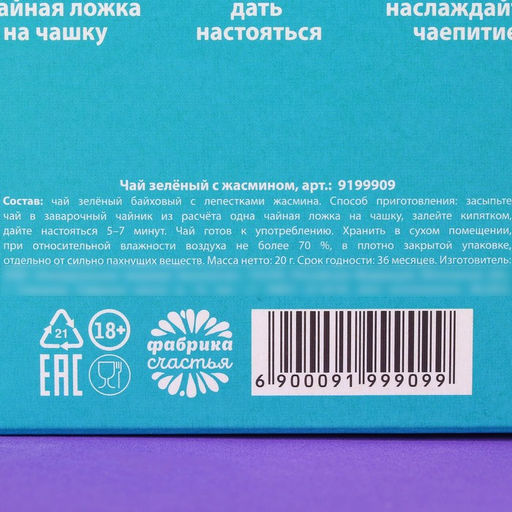 айная ложка
на чашку
дать
настояться
наслаждай
чаепитие
Чай зелёный с жасмином, арт.: 9199909
Состав: чай зелёный байховый с лепестками жасмина. Способ приготовления: засыпьте
чай в заварочный чайник из расчёта одна чайная ложка на чашку, залейте кипятком,
дайте настояться 5–7 минут. Чай готов к употреблению. Хранить в сухом помещении,
при относительной влажности воздуха не более 70 %, в плотно закрытой упаковке,
отдельно от сильно пахнущих веществ. Масса нетто: 20 г. Срок годности: 36 месяцев. Изготовитель:
21
18+
EAC
фабрика
счастья
6 900091 999099